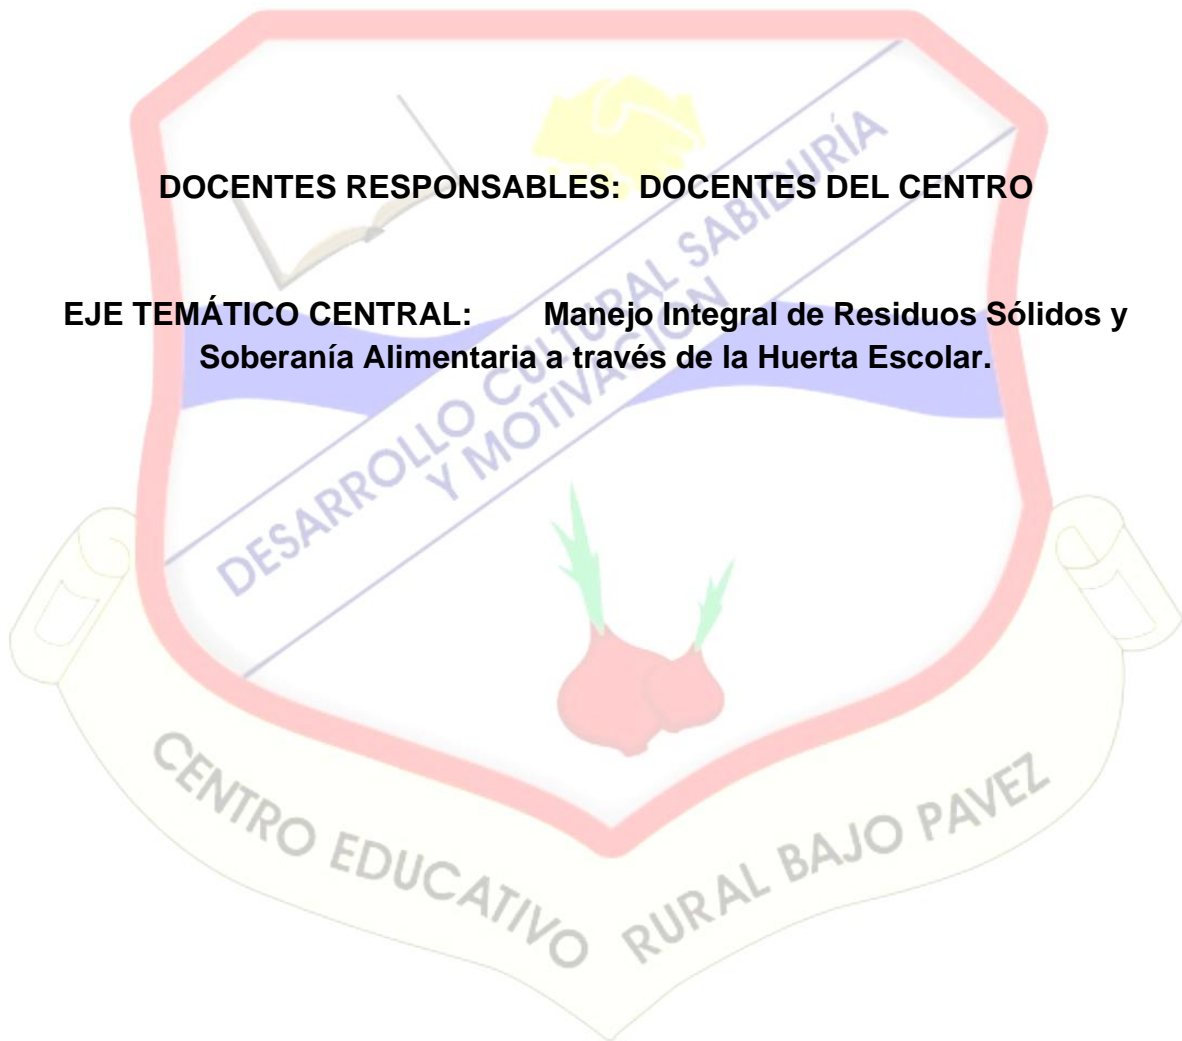 DOCENTES RESPONSABLES: DOCENTES DEL CENTRO
EJE TEMÁTICO CENTRAL: Manejo Integral de Residuos Sólidos y
Soberanía Alimentaria a través de la Huerta Escolar.
DESARROLLO CULTURAL SABIDURÍA
Y MOTIVACIÓN
CENTRO EDUCATIVO RURAL BAJO PAVEZ